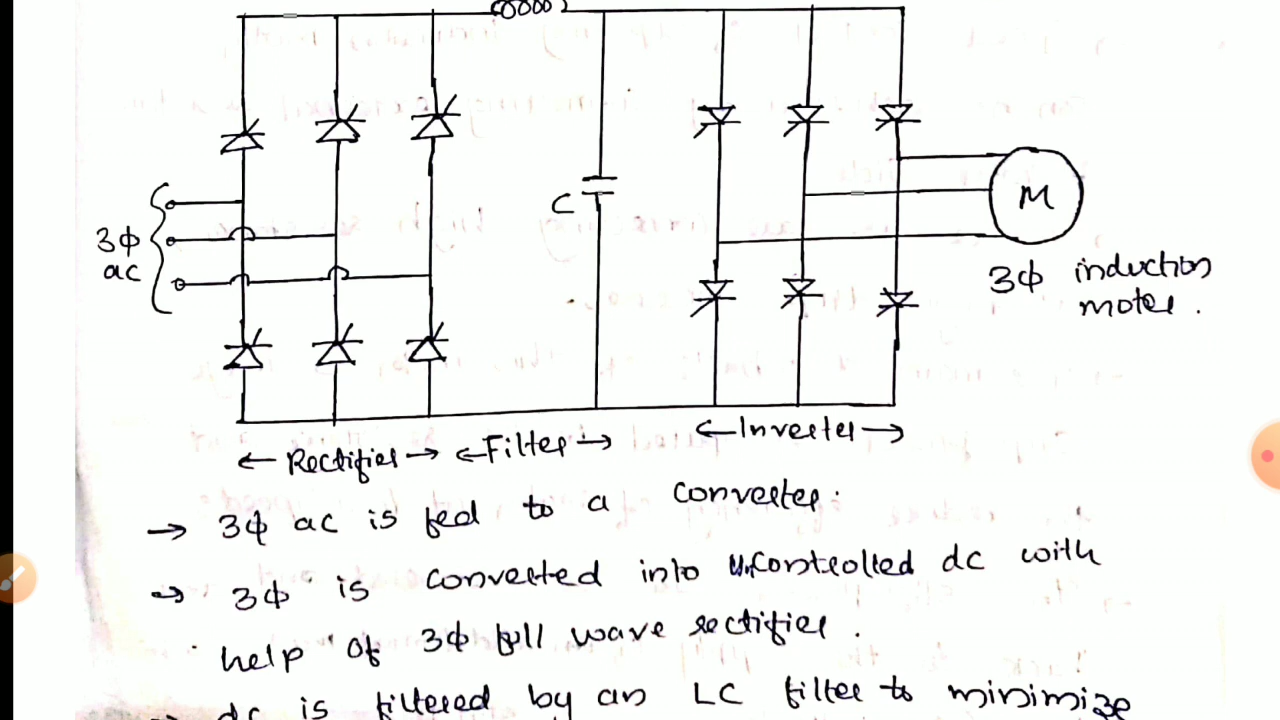 C
M
3ϕ
ac
3ϕ induction
motor.
← Rectifier → ← Filter → ← Inverter →
→ 3ϕ ac is fed to a converter.
→ 3ϕ is converted into uncontrolled dc with
help of 3ϕ full wave rectifier.
→ dc is filtered by an LC filter to minimize